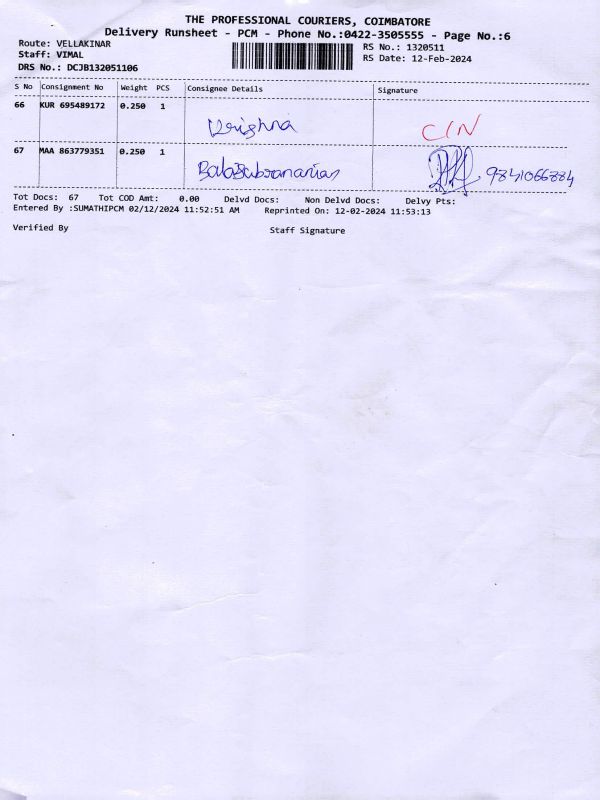 THE PROFESSIONAL COURIERS, COIMBATORE
Delivery Runsheet - PCM - Phone No.:0422-3505555 - Page No.:6
Route: VELLAKINAR
RS No.: 1320511
Staff: VIMAL
RS Date: 12-Feb-2024
DRS No.: DCJB132051106
S No Consignment No Weight PCS Consignee Details Signature
66 KUR 695489172 0.250 1
Krishna C/N
67 MAA 863779351 0.250 1
Balasubramanian 9841066884
Tot Docs: 67 Tot COD Amt: 0.00 Delvd Docs: Non Delvd Docs: Delvy Pts:
Entered By :SUMATHIPCM 02/12/2024 11:52:51 AM Reprinted On: 12-02-2024 11:53:13
Verified By Staff Signature